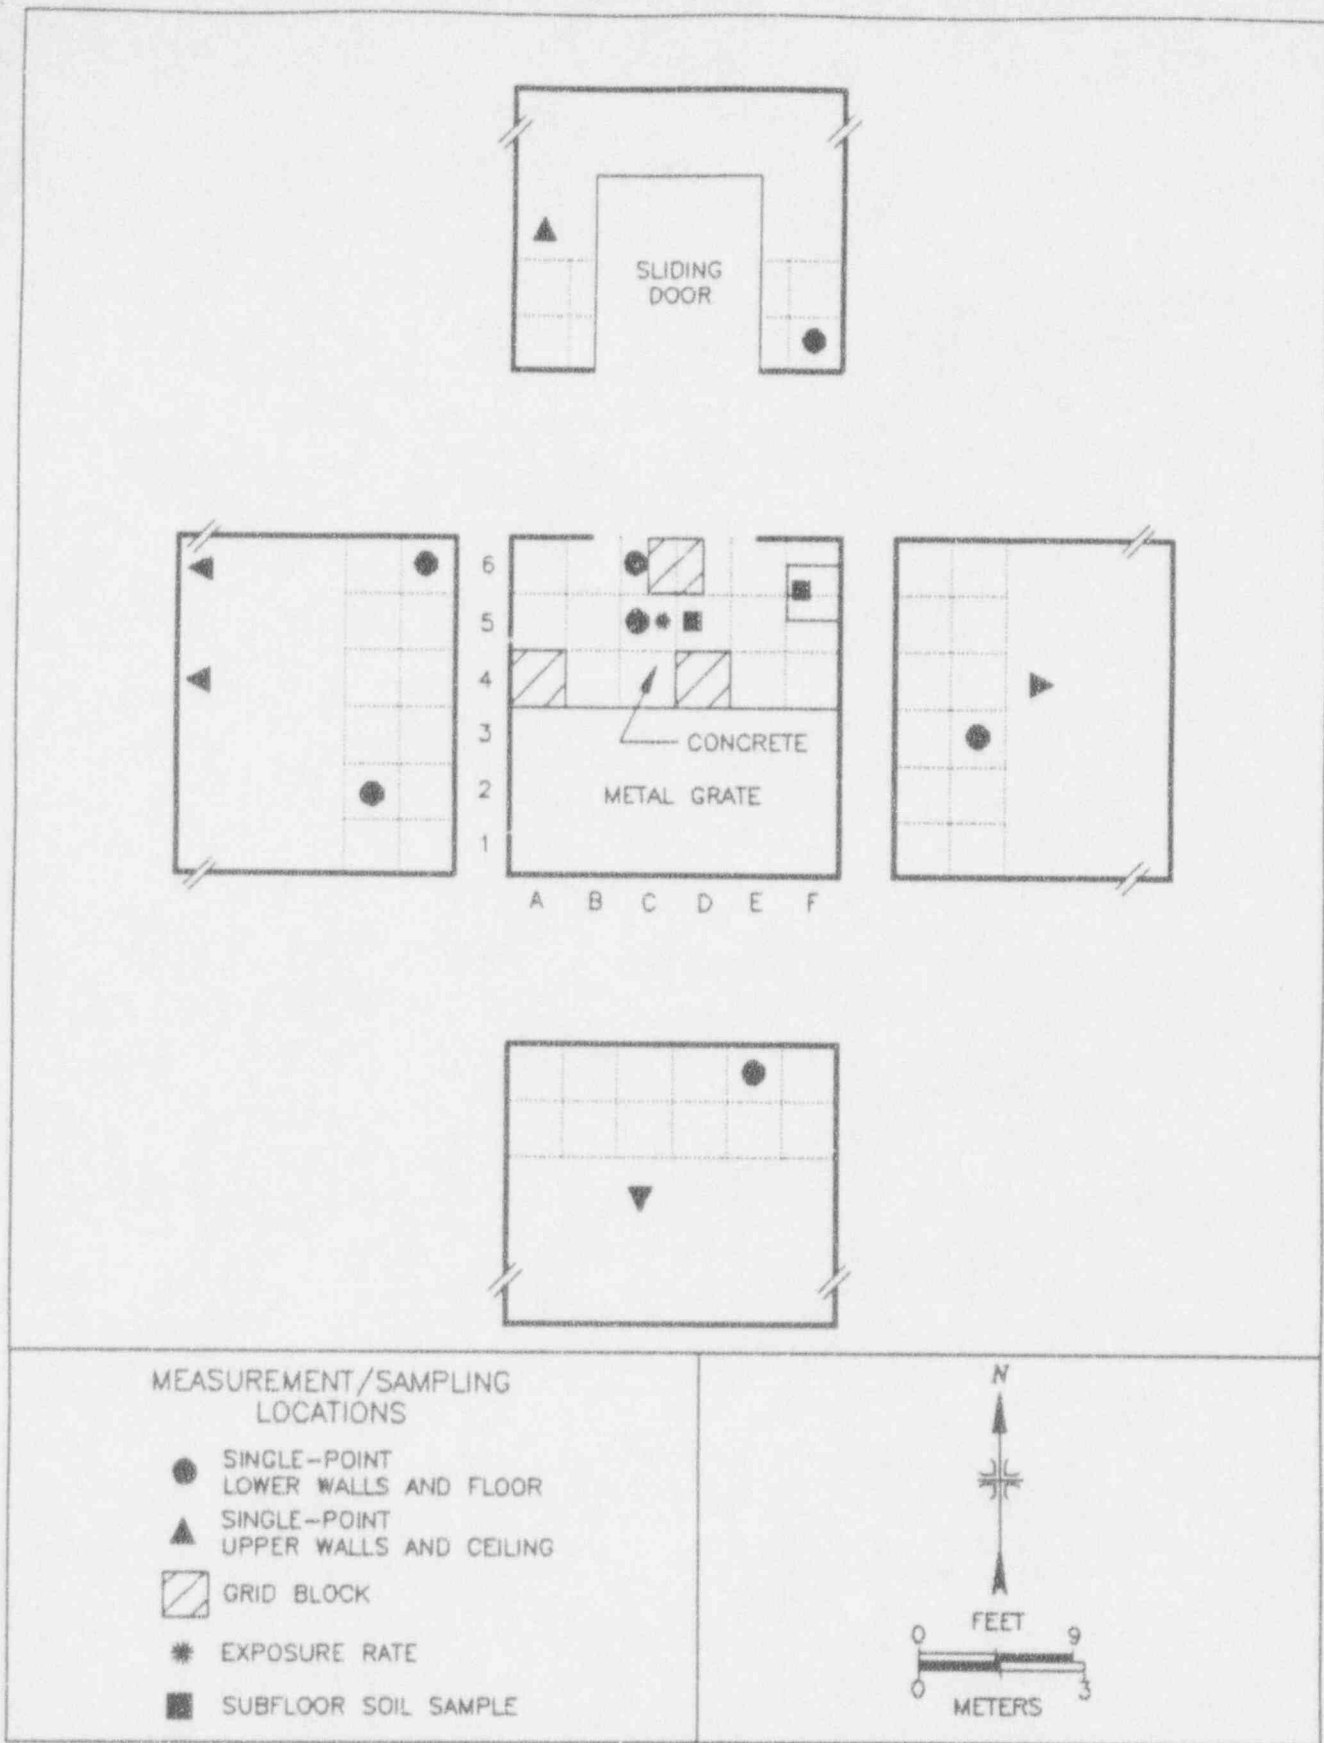 SLIDING
DOOR
6
5
4
3
2
1
CONCRETE
METAL GRATE
A B C D E F
MEASUREMENT/SAMPLING
LOCATIONS
SINGLE-POINT
LOWER WALLS AND FLOOR
SINGLE-POINT
UPPER WALLS AND CEILING
GRID BLOCK
EXPOSURE RATE
SUBFLOOR SOIL SAMPLE
N
FEET
0 9
0 3
METERS